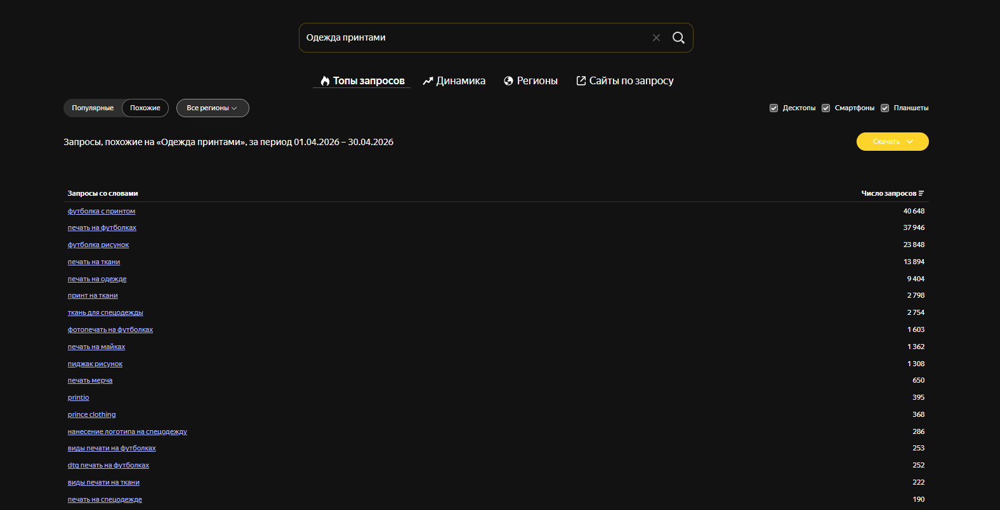 Одежда принтами
Топы запросов Динамика Регионы Сайты по запросу
Популярные Похожие Все регионы Десктопы Смартфоны Планшеты
Запросы, похожие на «Одежда принтами», за период 01.04.2026 – 30.04.2026 Скачать
Запросы со словами Число запросов
футболка с принтом 40 648
печать на футболках 37 946
футболка рисунок 23 848
печать на ткани 13 894
печать на одежде 9 404
принт на ткани 2 798
ткань для спецодежды 2 754
фотопечать на футболках 1 603
печать на майках 1 362
пиджак рисунок 1 308
печать мерча 650
printio 395
prince clothing 368
нанесение логотипа на спецодежду 286
виды печати на футболках 253
dtg печать на футболках 252
виды печати на ткани 222
печать на спецодежде 190